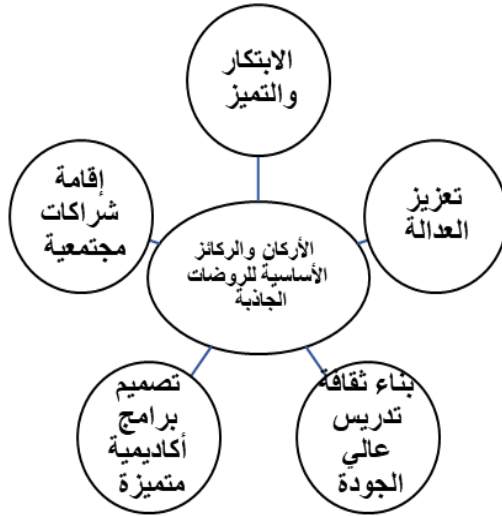 الابتكار
والتميز
تعزيز
العدالة
إقامة
شراكات
مجتمعية
الأركان والركائز
الأساسية للروضات
الجاذبة
بناء ثقافة
تدريس
عالي
الجودة
تصميم
برامج
أكاديمية
متميزة